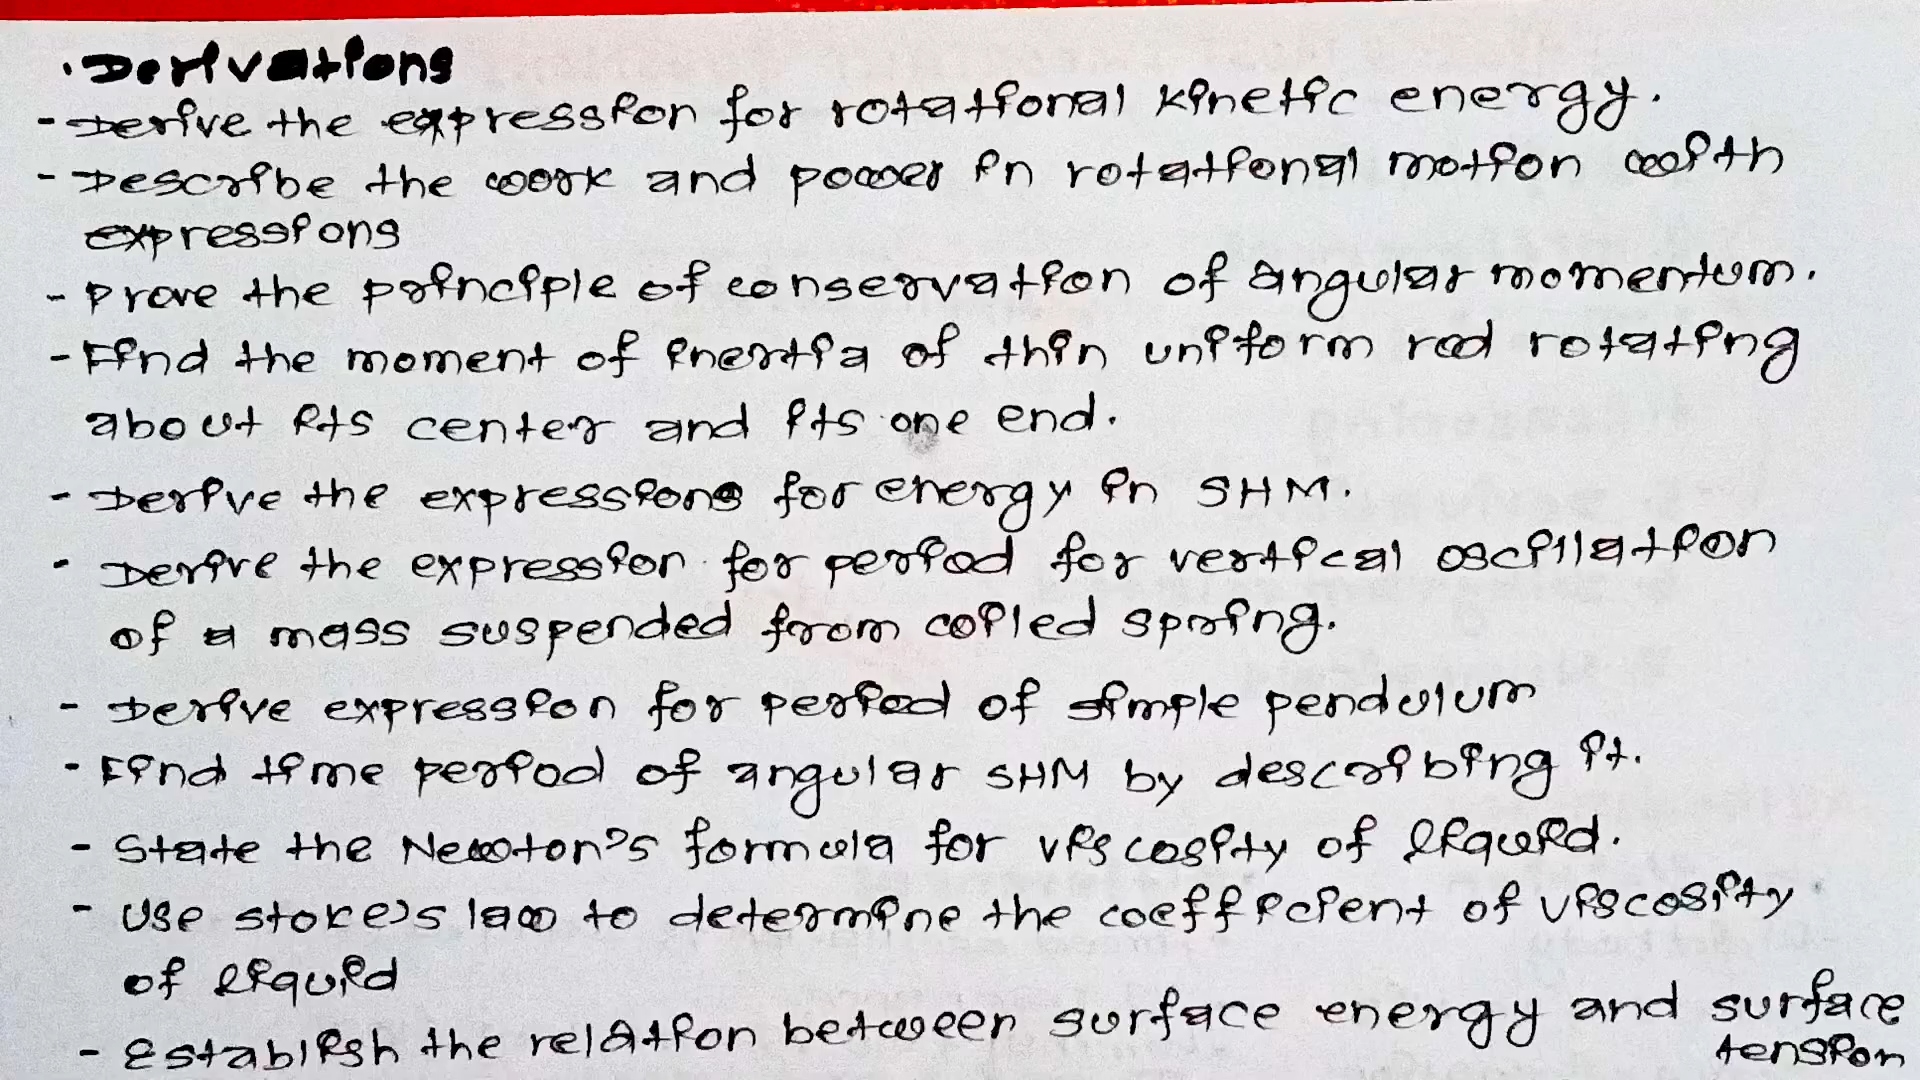 • Derivations
- Derive the expression for rotational kinetic energy.
- Describe the work and power in rotational motion with
expressions
- Prove the principle of conservation of angular momentum.
- Find the moment of inertia of thin uniform rod rotating
about its center and its one end.
- Derive the expressions for energy in SHM.
- Derive the expression for period for vertical oscillation
of a mass suspended from coiled spring.
- Derive expression for period of simple pendulum
- Find time period of angular SHM by describing it.
- State the Newton's formula for viscosity of liquid.
- Use stoke's law to determine the coefficient of viscosity
of liquid
- Establish the relation between surface energy and surface
tension